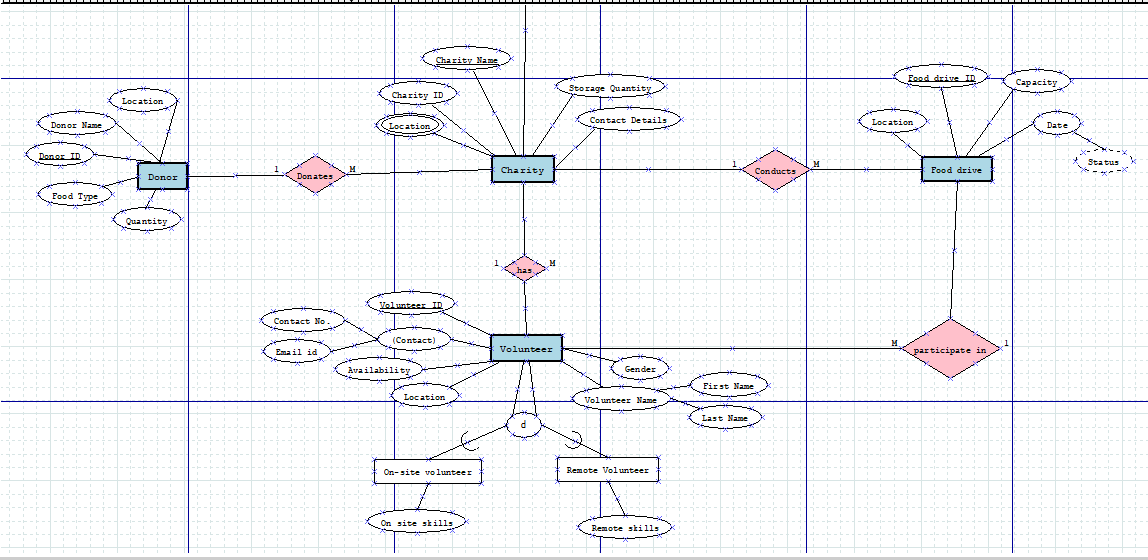 Charity Name
Food drive ID
Capacity
Storage Quantity
Charity ID
Location
Contact Details
Location
Location
Date
Donor Name
Donor ID
Status
Donor
1
Donates
M
Charity
1
Conducts
M
Food drive
Food Type
Quantity
1
has
M
Volunteer ID
Contact No.
(Contact)
Email id
Volunteer
M
participate in
1
Availability
Gender
Location
Volunteer Name
First Name
Last Name
d
On-site volunteer
Remote Volunteer
On site skills
Remote skills